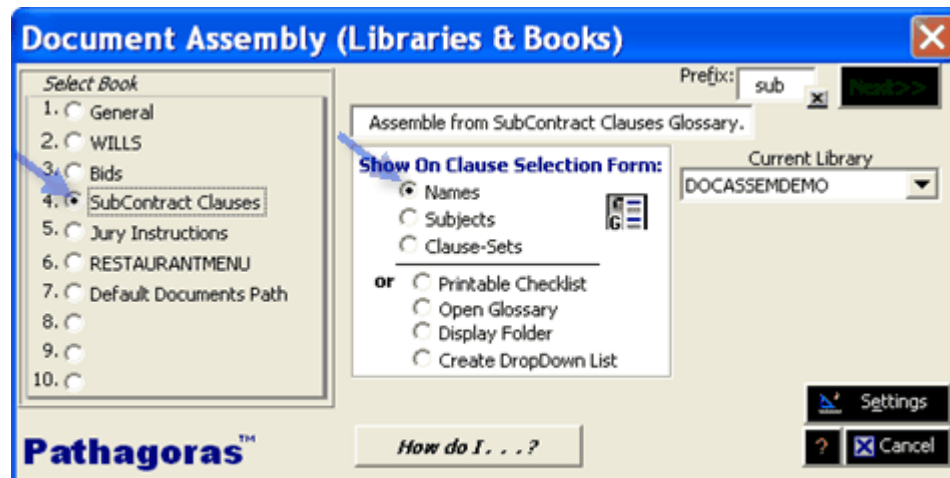 Document Assembly (Libraries & Books)
Select Book
1. General
2. WILLS
3. Bids
4. SubContract Clauses
5. Jury Instructions
6. RESTAURANTMENU
7. Default Documents Path
8.
9.
10.
Prefix: sub
Next>>
Assemble from SubContract Clauses Glossary.
Show On Clause Selection Form:
Names
Subjects
Clause-Sets
or Printable Checklist
Open Glossary
Display Folder
Create DropDown List
Current Library
DOCASSEMDEMO
Settings
? Cancel
Pathagoras™
How do I. . .?